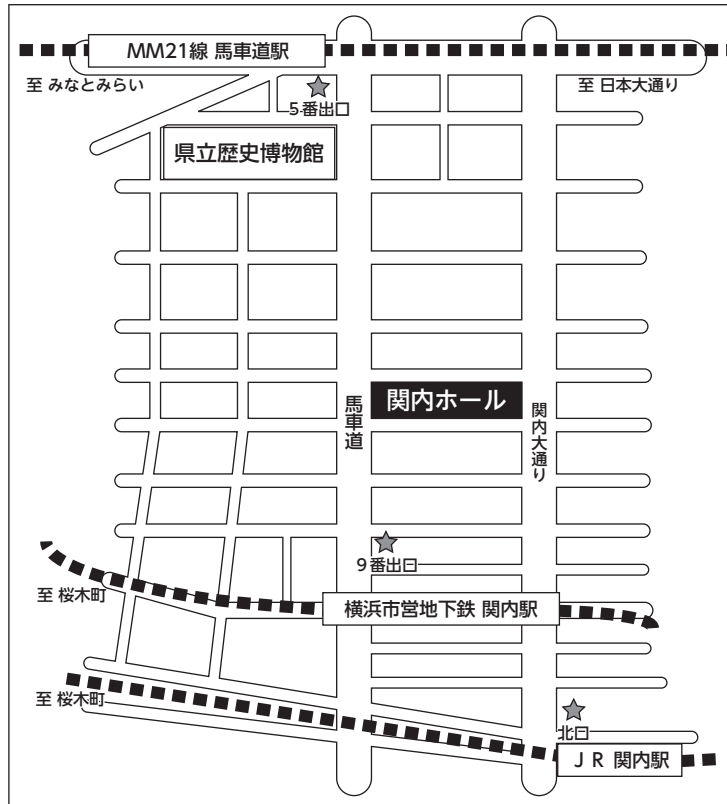 MM21線 馬車道駅
至 みなとみらい
至 日本大通り
5番出口
県立歴史博物館
馬車道
関内ホール
関内大通り
9番出口
至 桜木町
横浜市営地下鉄 関内駅
至 桜木町
北口
ＪＲ 関内駅